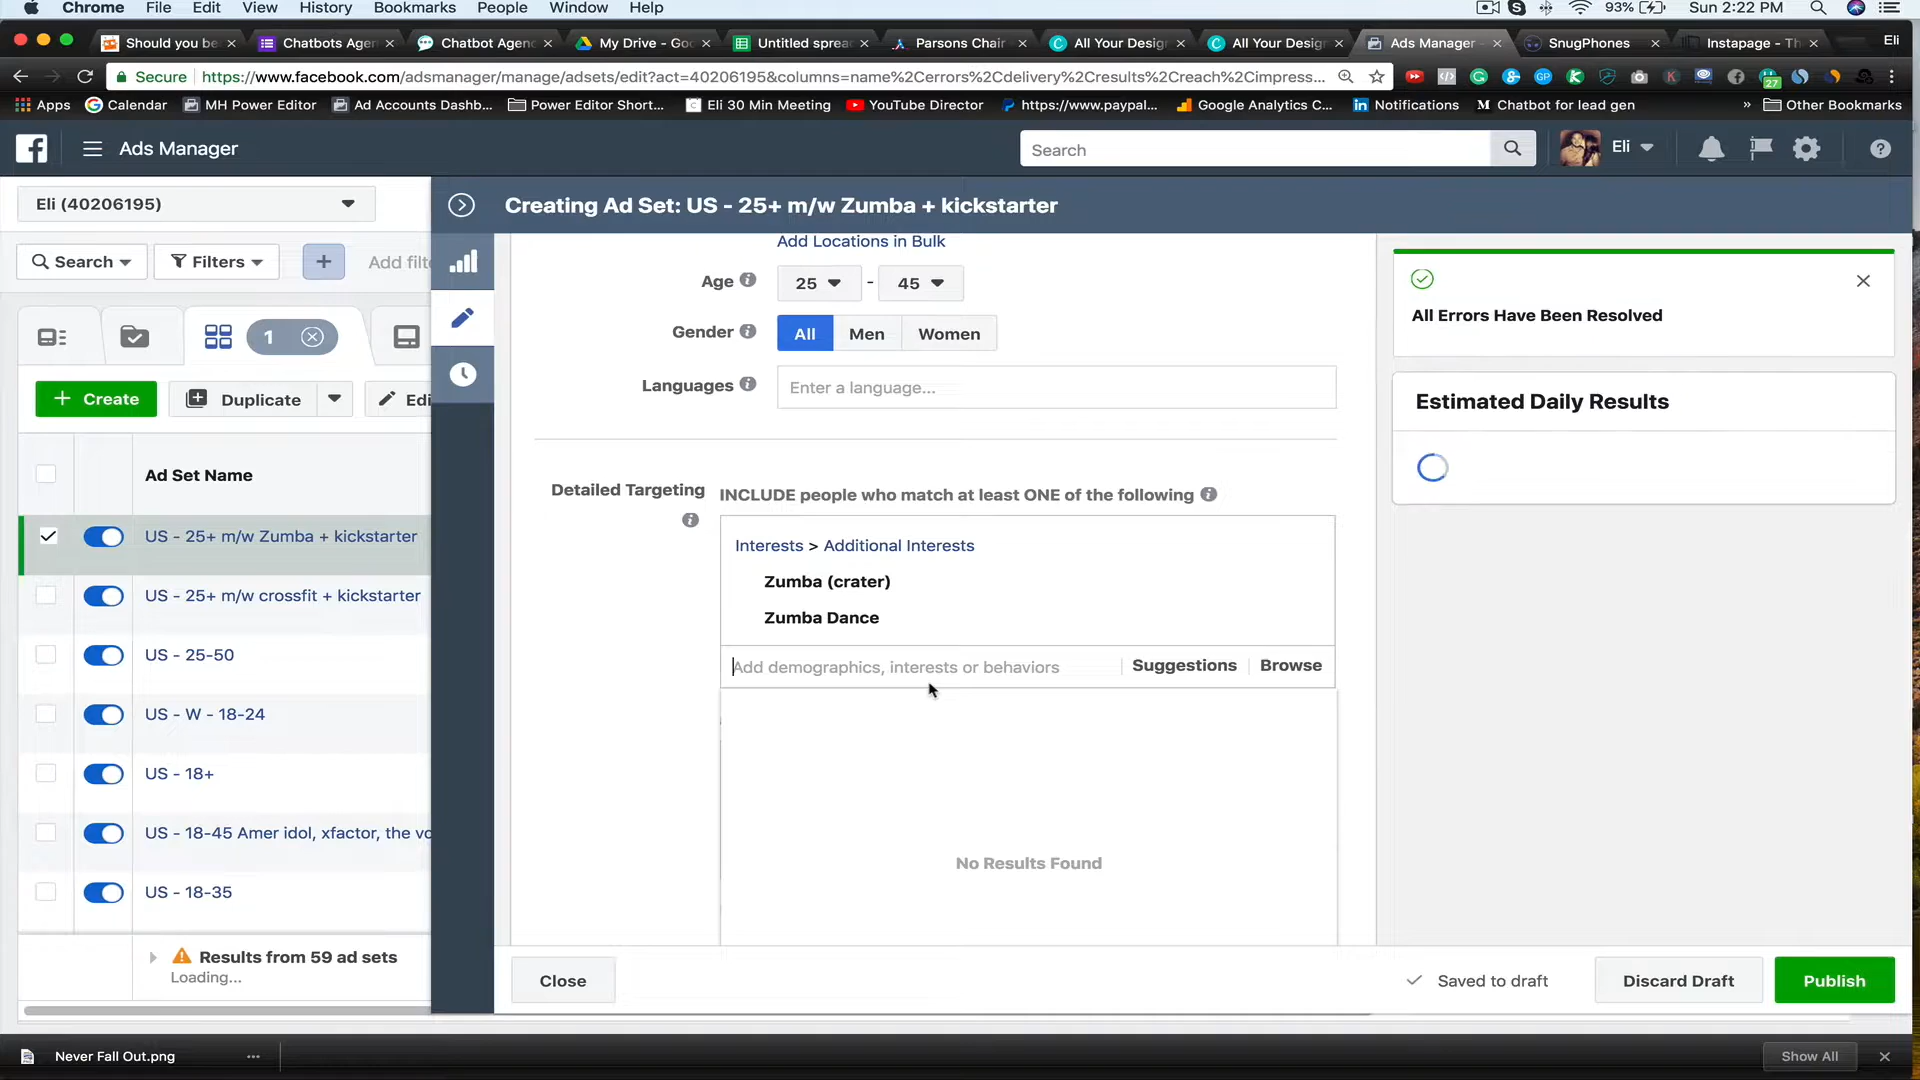 Chrome File Edit View History Bookmarks People Window Help 93% Sun 2:22 PM
Should you be Chatbots Agen Chatbot Agenc My Drive - Goo Untitled sprea Parsons Chair All Your Desig All Your Desig Ads Manager SnugPhones Instapage - Th Eli
Secure https://www.facebook.com/adsmanager/manage/adsets/edit?act=40206195&columns=name%2Cerrors%2Cdelivery%2Cresults%2Creach%2Cimpress... 27
Apps Calendar MH Power Editor Ad Accounts Dashb... Power Editor Short... Eli 30 Min Meeting YouTube Director https://www.paypal... Google Analytics C... Notifications Chatbot for lead gen » Other Bookmarks
Ads Manager Search Eli
Eli (40206195)
Creating Ad Set: US - 25+ m/w Zumba + kickstarter
Search Filters + Add filte
1
+ Create Duplicate Edi
Ad Set Name
US - 25+ m/w Zumba + kickstarter
US - 25+ m/w crossfit + kickstarter
US - 25-50
US - W - 18-24
US - 18+
US - 18-45 Amer idol, xfactor, the vo
US - 18-35
Results from 59 ad sets
Loading...
Add Locations in Bulk
Age 25 - 45
Gender All Men Women
Languages Enter a language...
Detailed Targeting INCLUDE people who match at least ONE of the following
Interests > Additional Interests
Zumba (crater)
Zumba Dance
Add demographics, interests or behaviors Suggestions Browse
No Results Found
All Errors Have Been Resolved
Estimated Daily Results
Close Saved to draft Discard Draft Publish
Never Fall Out.png Show All